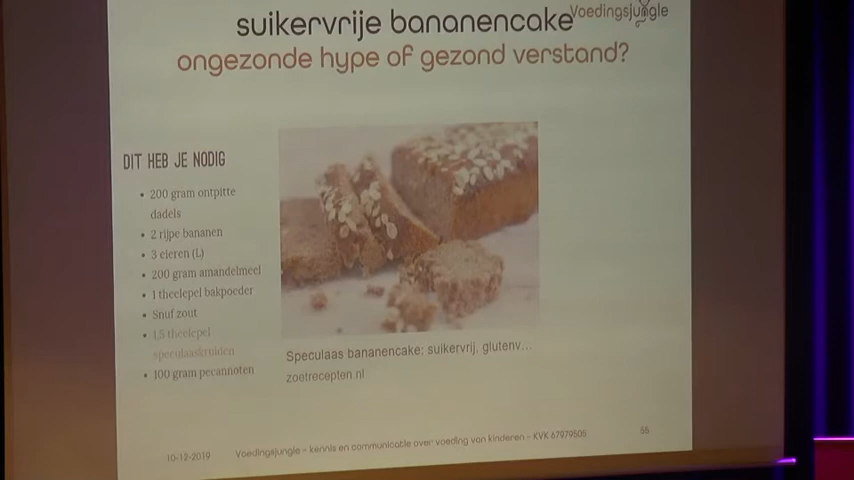 suikervrije bananencake
Voedingsjungle
ongezonde hype of gezond verstand?
DIT HEB JE NODIG
• 200 gram ontpitte
dadels
• 2 rijpe bananen
• 3 eieren (L)
• 200 gram amandelmeel
• 1 theelepel bakpoeder
• Snuf zout
• 1,5 theelepel
speculaaskruiden
• 100 gram pecannoten
Speculaas bananencake: suikervrij, glutenv...
zoetrecepten.nl
10-12-2019
Voedingsjungle - kennis en communicatie over voeding van kinderen - KVK 67979505